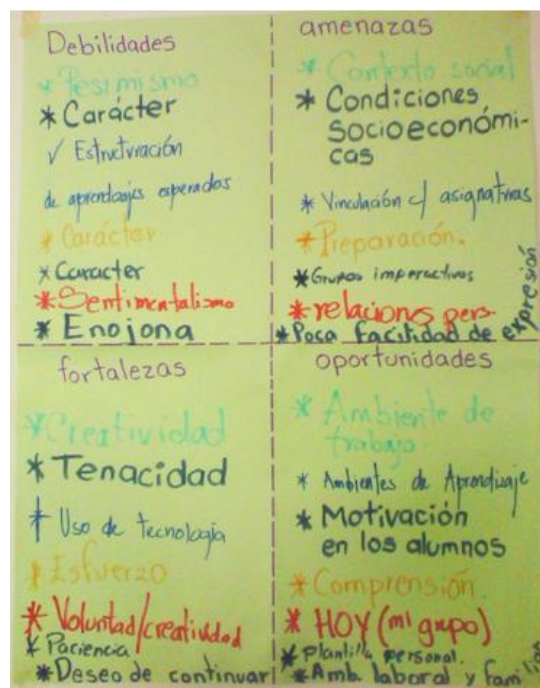 Debilidades
* Pesimismo
* Carácter
✓ Estructuración
de aprendizajes esperados
* Carácter
* Caracter
* Sentimentalismo
* Enojona
amenazas
* Contexto social
* Condiciones
socioeconómi-
cas
* Vinculación c/ asignaturas
* Preparación.
* Grupos imperactivos
* relaciones pers.
* Poca facilidad de expresión
fortalezas
* Creatividad
* Tenacidad
* Uso de tecnología
* Esfuerzo
* Voluntad/creatividad
* Paciencia
* Deseo de continuar
oportunidades
* Ambiente de
trabajo
* Ambientes de Aprendizaje
* Motivación
en los alumnos
* Comprensión.
* HOY (mi grupo)
* Plantilla personal.
* Amb. laboral y familiar